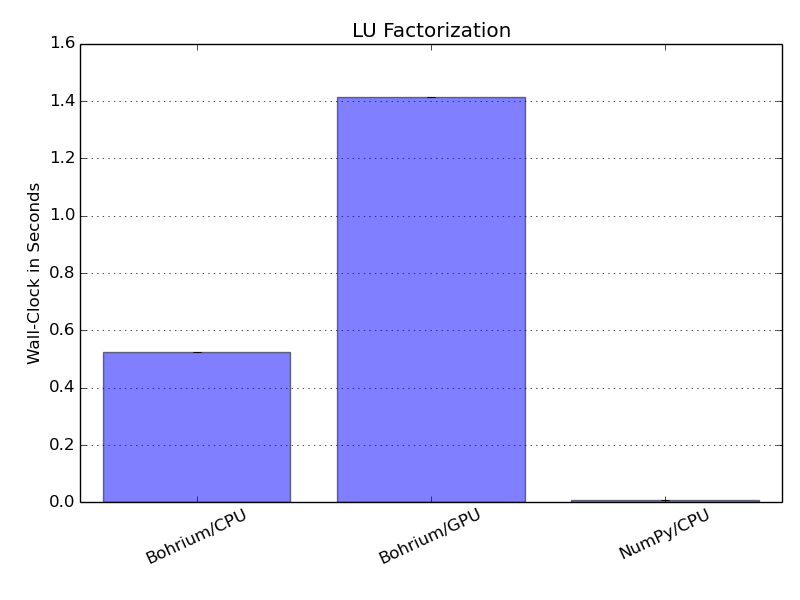 LU Factorization
1.6
1.4
1.2
1.0
0.8
0.6
0.4
0.2
0.0
Wall-Clock in Seconds
Bohrium/CPU
Bohrium/GPU
NumPy/CPU